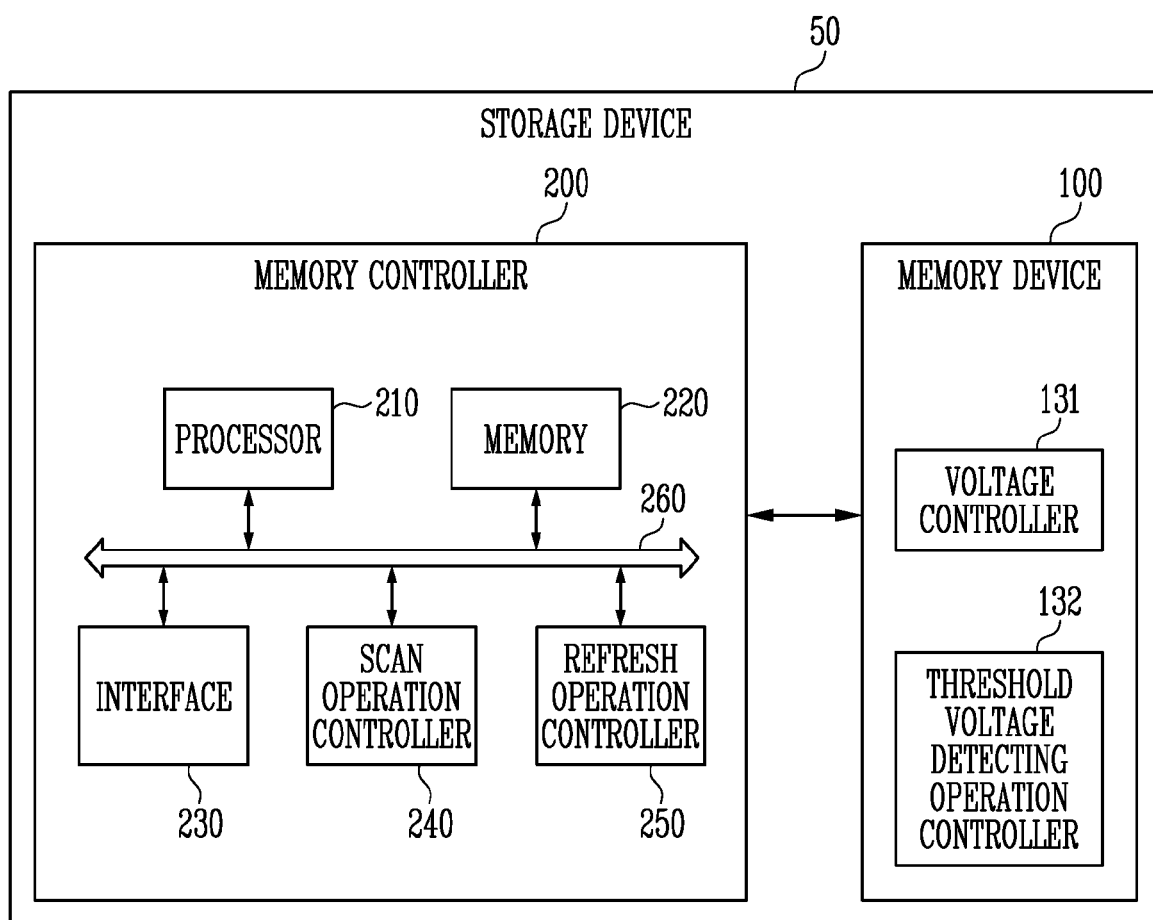 50
STORAGE DEVICE
200
100
MEMORY CONTROLLER
MEMORY DEVICE
210
220
PROCESSOR
MEMORY
131
260
VOLTAGE
CONTROLLER
132
INTERFACE
SCAN
OPERATION
CONTROLLER
REFRESH
OPERATION
CONTROLLER
THRESHOLD
VOLTAGE
DETECTING
OPERATION
CONTROLLER
230
240
250